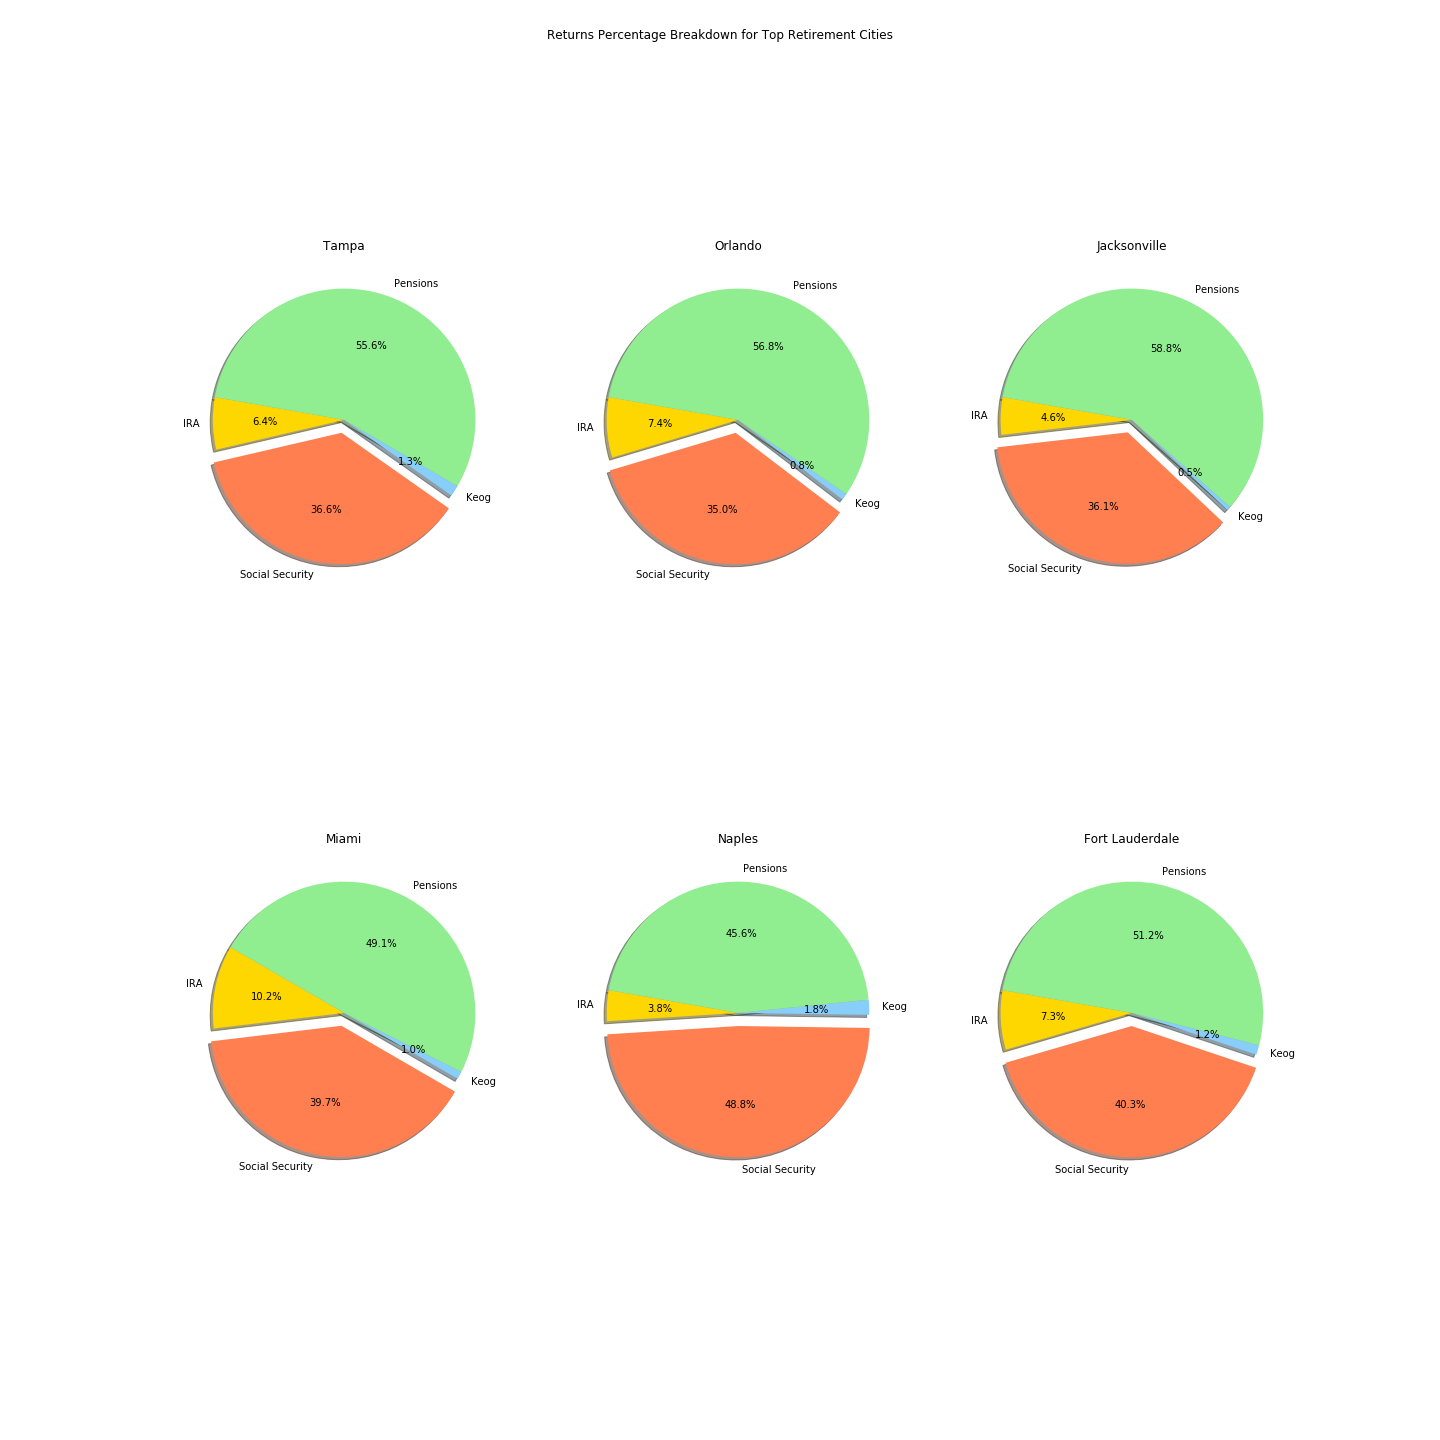 Returns Percentage Breakdown for Top Retirement Cities
Tampa
Pensions
55.6%
IRA
6.4%
1.3%
Keog
36.6%
Social Security
Orlando
Pensions
56.8%
IRA
7.4%
0.8%
Keog
35.0%
Social Security
Jacksonville
Pensions
58.8%
IRA
4.6%
0.5%
Keog
36.1%
Social Security
Miami
Pensions
49.1%
IRA
10.2%
1.0%
Keog
39.7%
Social Security
Naples
Pensions
45.6%
IRA
3.8%
1.8%
Keog
48.8%
Social Security
Fort Lauderdale
Pensions
51.2%
IRA
7.3%
1.2%
Keog
40.3%
Social Security